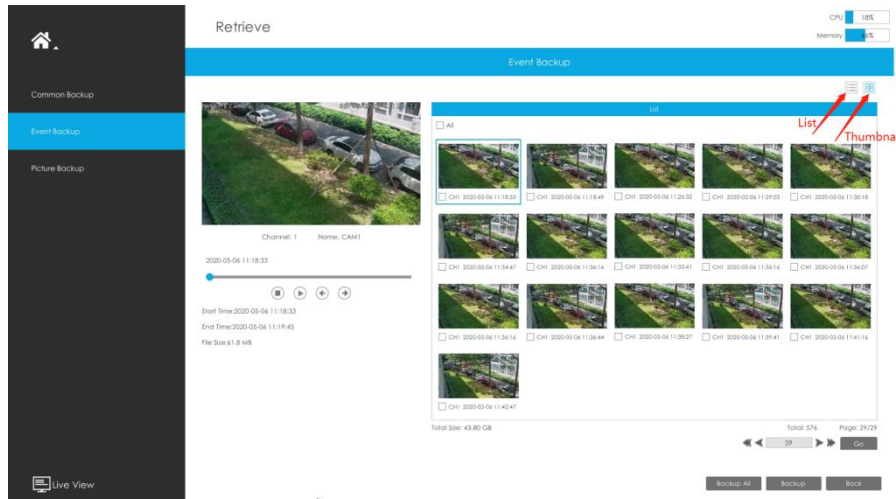 Retrieve
CPU 18%
Memory 46%
Event Backup
Common Backup
Event Backup
Picture Backup
List
Thumbna
List
All
CH1 2020-05-06 11:18:33
CH1 2020-05-06 11:18:49
CH1 2020-05-06 11:26:32
CH1 2020-05-06 11:29:03
CH1 2020-05-06 11:30:18
CH1 2020-05-06 11:34:47
CH1 2020-05-06 11:36:16
CH1 2020-05-06 11:35:41
CH1 2020-05-06 11:36:16
CH1 2020-05-06 11:36:07
CH1 2020-05-06 11:36:16
CH1 2020-05-06 11:36:44
CH1 2020-05-06 11:38:27
CH1 2020-05-06 11:39:41
CH1 2020-05-06 11:41:16
CH1 2020-05-06 11:42:47
Channel: 1 Name: CAM1
2020-05-06 11:18:33
Start Time:2020-05-06 11:18:33
End Time:2020-05-06 11:19:45
File Size:61.8 MB
Total Size: 43.80 GB
Total: 576 Page: 29/29
29 Go
Live View
Backup All Backup Back